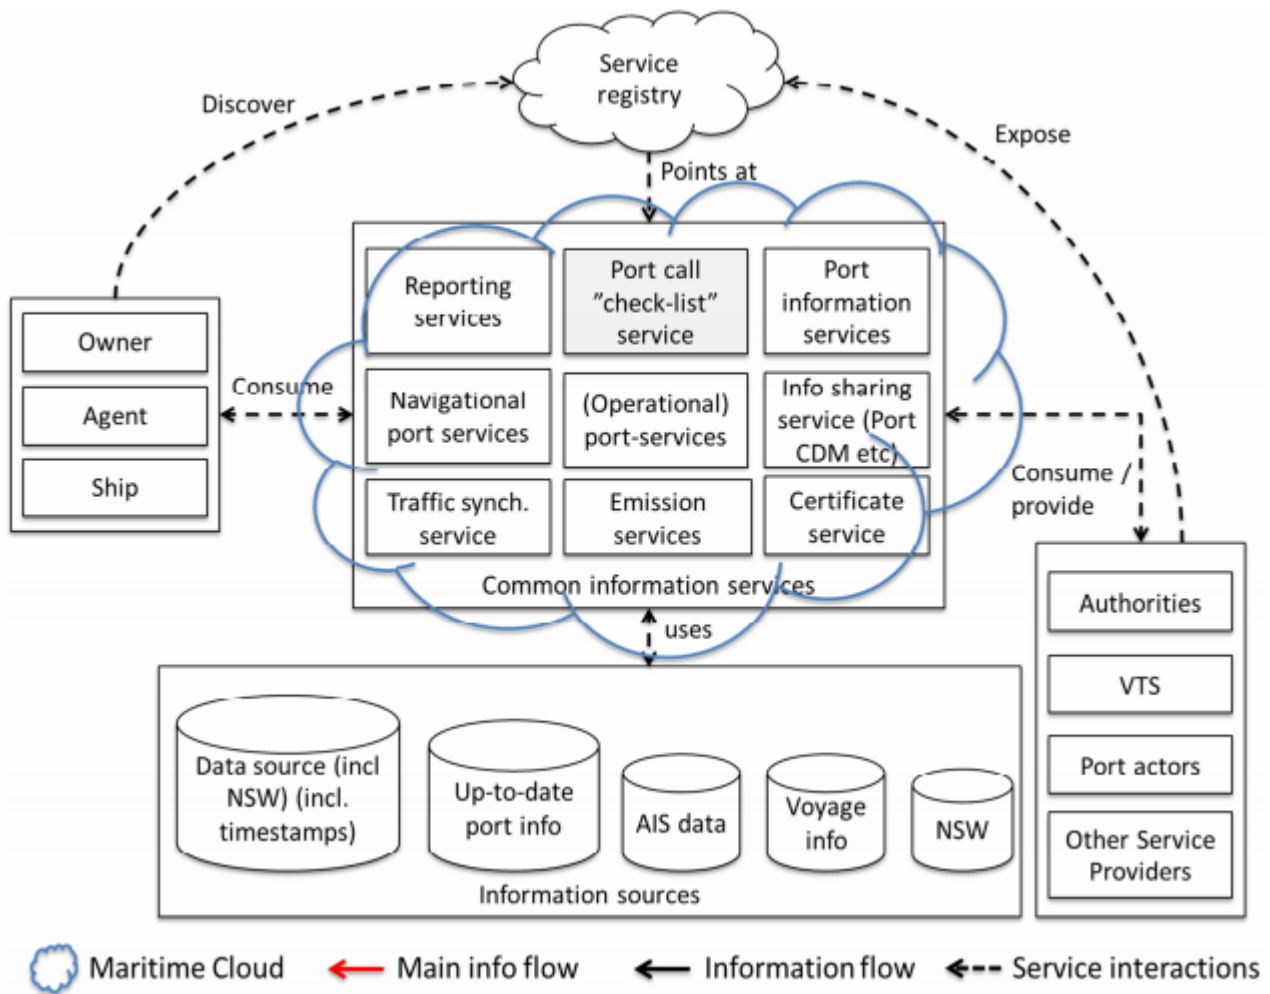 Service
registry
Discover
Expose
Points at
Reporting
services
Port call
”check-list”
service
Port
information
services
Owner
Agent
Ship
Consume
Navigational
port services
(Operational)
port-services
Info sharing
service (Port
CDM etc)
Traffic synch.
service
Emission
services
Certificate
service
Common information services
Consume /
provide
uses
Authorities
VTS
Port actors
Other Service
Providers
Data source (incl
NSW) (incl.
timestamps)
Up-to-date
port info
AIS data
Voyage
info
NSW
Information sources
Maritime Cloud
Main info flow
Information flow
Service interactions